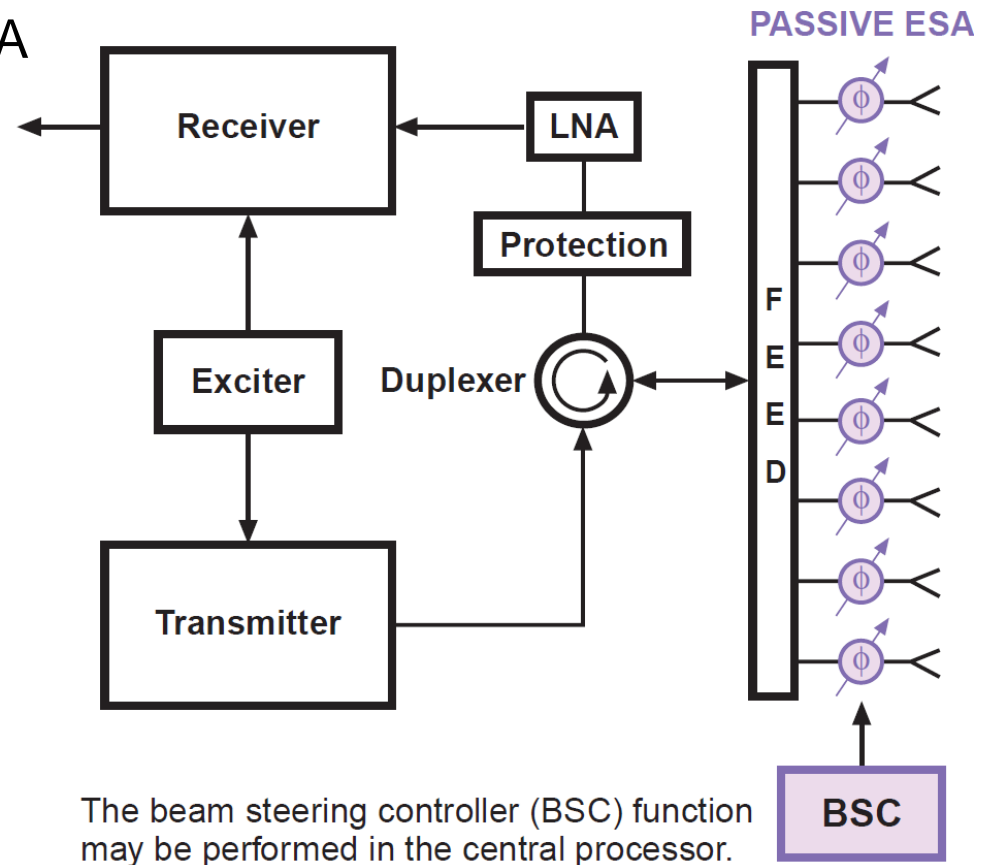 A
PASSIVE ESA
Receiver
LNA
Protection
Exciter
Duplexer
F
E
E
D
ϕ
ϕ
ϕ
ϕ
ϕ
ϕ
ϕ
ϕ
Transmitter
BSC
The beam steering controller (BSC) function
may be performed in the central processor.